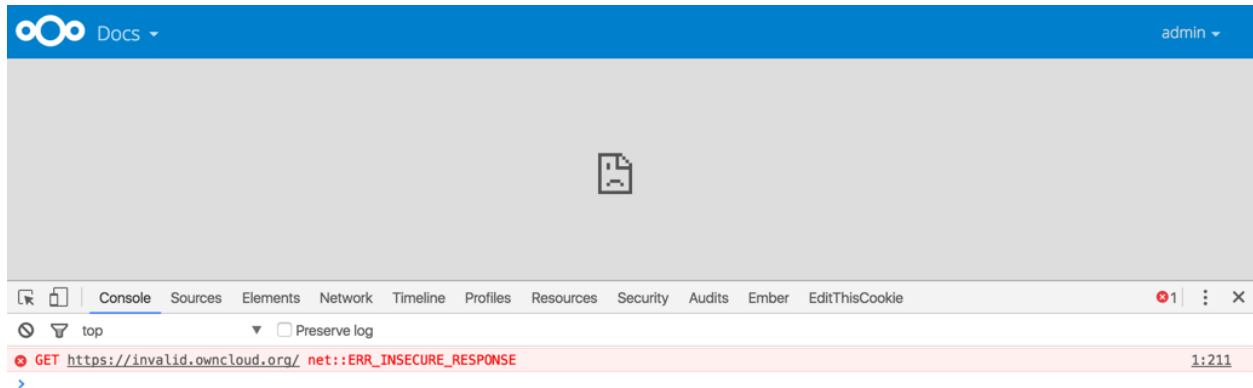 Docs admin
Console Sources Elements Network Timeline Profiles Resources Security Audits Ember EditThisCookie 1
top Preserve log
GET https://invalid.owncloud.org/ net::ERR_INSECURE_RESPONSE 1:211